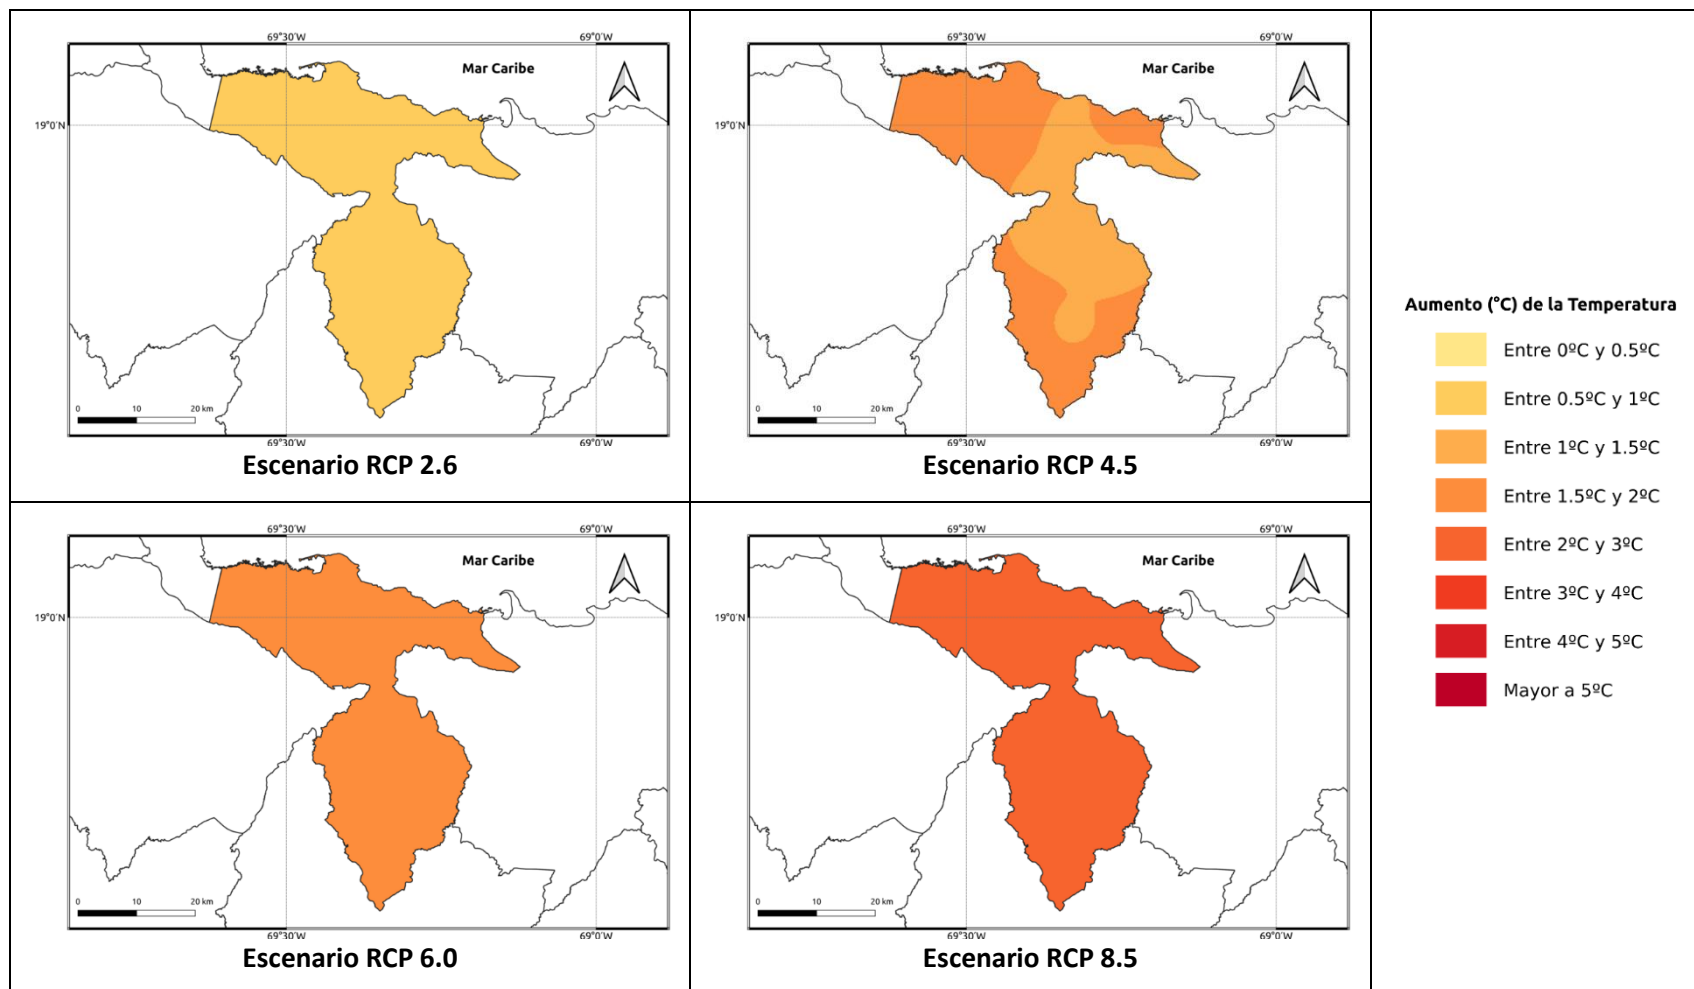 69°30'W 69°0'W
Mar Caribe
19°0'N
0 10 20 km
69°30'W 69°0'W
Escenario RCP 2.6
69°30'W 69°0'W
Mar Caribe
19°0'N
0 10 20 km
69°30'W 69°0'W
Escenario RCP 4.5
69°30'W 69°0'W
Mar Caribe
19°0'N
0 10 20 km
69°30'W 69°0'W
Escenario RCP 6.0
69°30'W 69°0'W
Mar Caribe
19°0'N
0 10 20 km
69°30'W 69°0'W
Escenario RCP 8.5
Aumento (°C) de la Temperatura
Entre 0ºC y 0.5ºC
Entre 0.5ºC y 1ºC
Entre 1ºC y 1.5ºC
Entre 1.5ºC y 2ºC
Entre 2ºC y 3ºC
Entre 3ºC y 4ºC
Entre 4ºC y 5ºC
Mayor a 5ºC